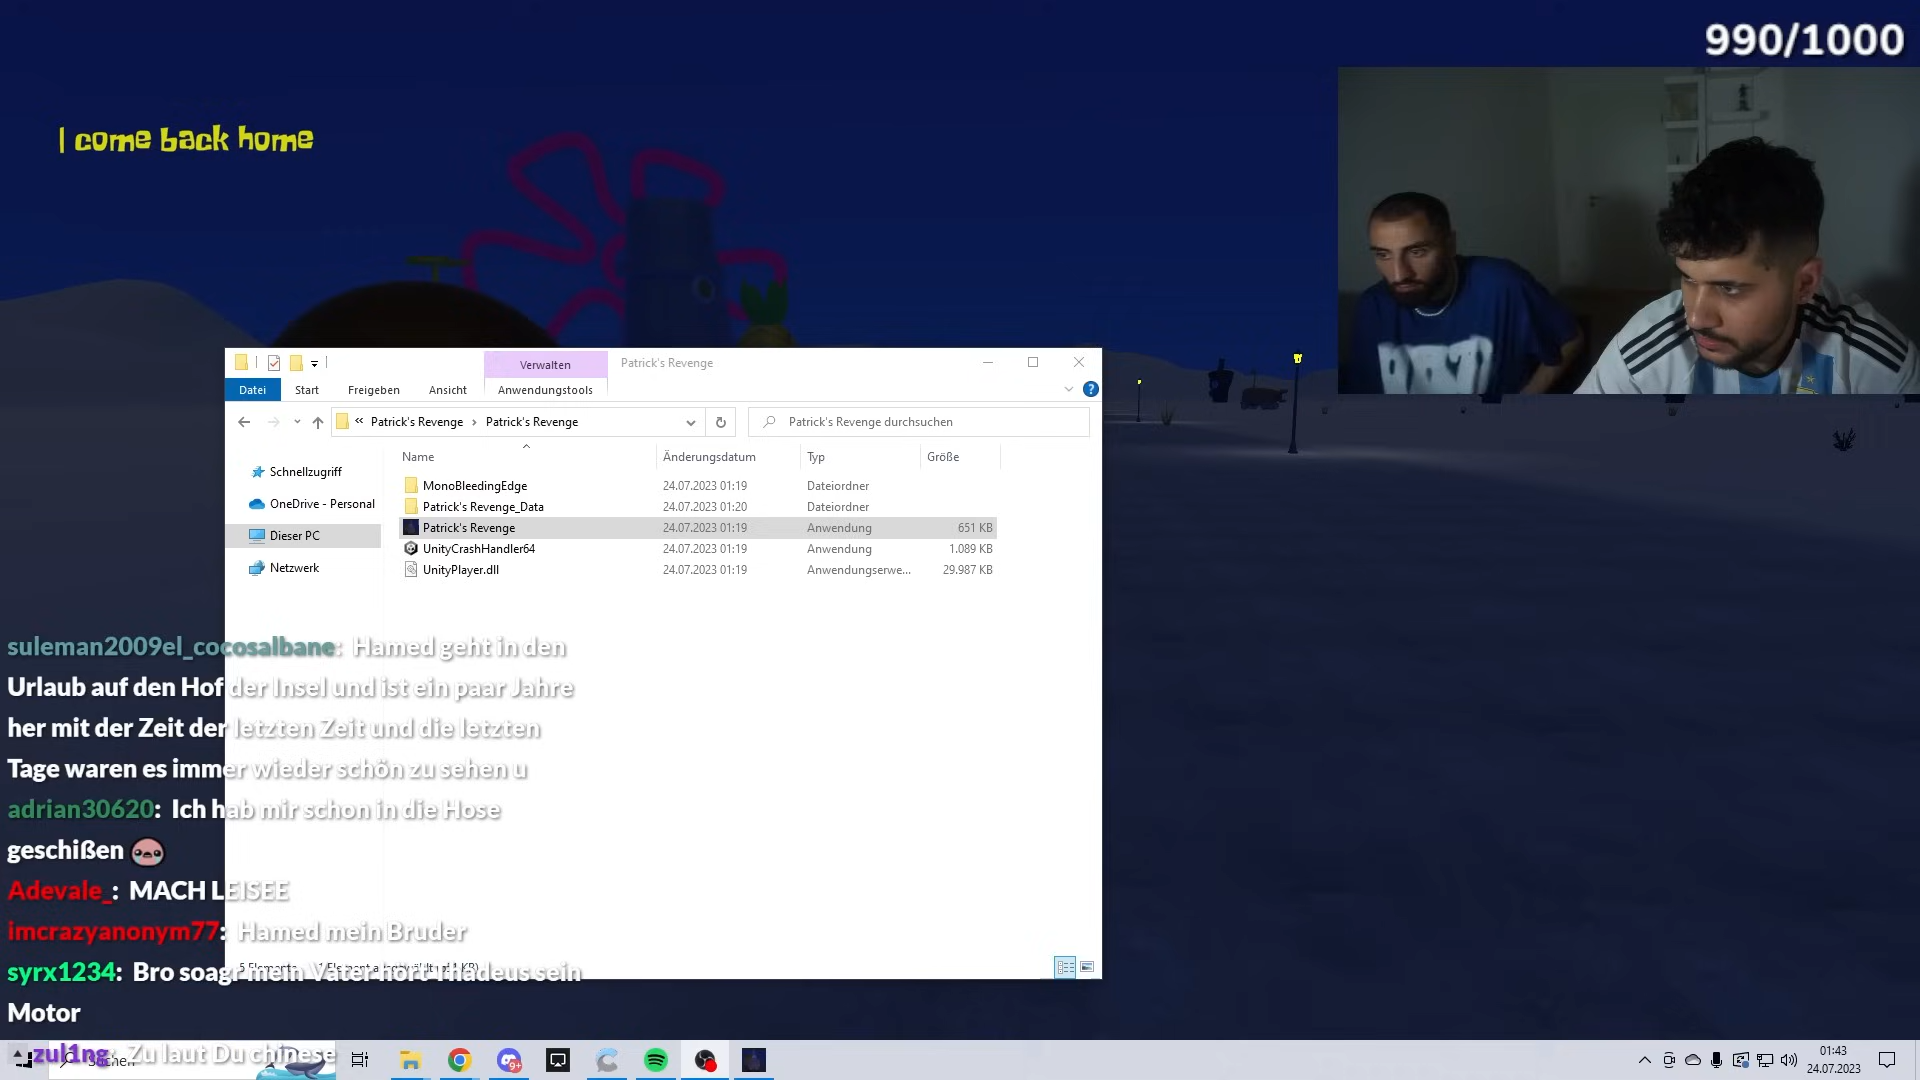 990/1000
I come back home
Verwalten
Patrick's Revenge
Datei
Start
Freigeben
Ansicht
Anwendungstools
« Patrick's Revenge › Patrick's Revenge
Patrick's Revenge durchsuchen
Name
Änderungsdatum
Typ
Größe
Schnellzugriff
OneDrive - Personal
Dieser PC
Netzwerk
MonoBleedingEdge 24.07.2023 01:19 Dateiordner
Patrick's Revenge_Data 24.07.2023 01:20 Dateiordner
Patrick's Revenge 24.07.2023 01:19 Anwendung 651 KB
UnityCrashHandler64 24.07.2023 01:19 Anwendung 1.089 KB
UnityPlayer.dll 24.07.2023 01:19 Anwendungserwe... 29.987 KB
suleman2009el_cocosalbane: Hamed geht in den
Urlaub auf den Hof der Insel und ist ein paar Jahre
her mit der Zeit der letzten Zeit und die letzten
Tage waren es immer wieder schön zu sehen u
adrian30620: Ich hab mir schon in die Hose
geschißen
Adevale_: MACH LEISEE
imcrazyanonym77: Hamed mein Bruder
5 Elemente
syrx1234: Bro soagr mein Vater hört Thadeus sein
Motor
zul1ng: Zu laut Du chinese
9+
01:43
24.07.2023